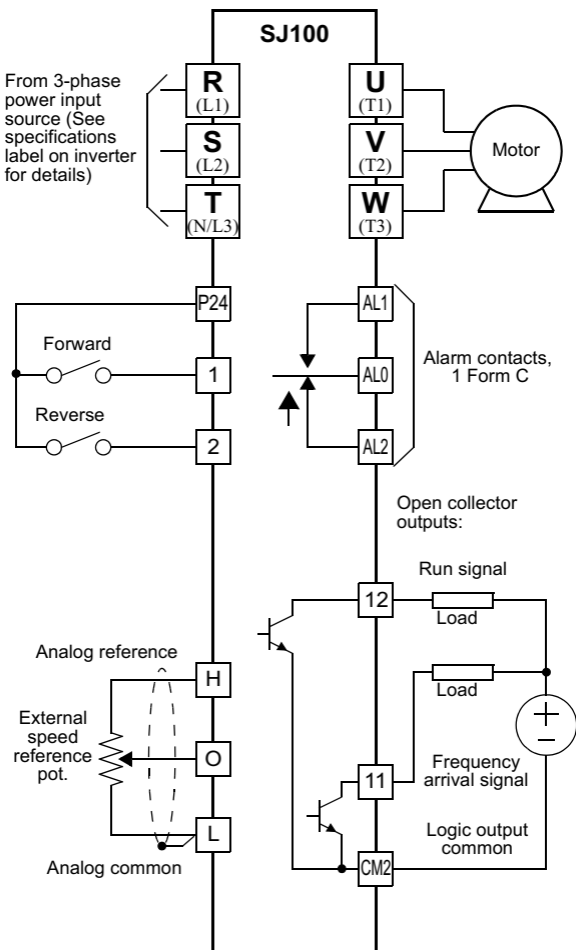 SJ100
From 3-phase
power input
source (See
specifications
label on inverter
for details)
R
(L1)
S
(L2)
T
(N/L3)
U
(T1)
V
(T2)
W
(T3)
Motor
P24
Forward
1
Reverse
2
AL1
AL0
AL2
Alarm contacts,
1 Form C
Open collector
outputs:
Run signal
12
Load
Load
Analog reference
H
External
speed
reference
pot.
O
L
Analog common
+
–
11
Frequency
arrival signal
Logic output
common
CM2